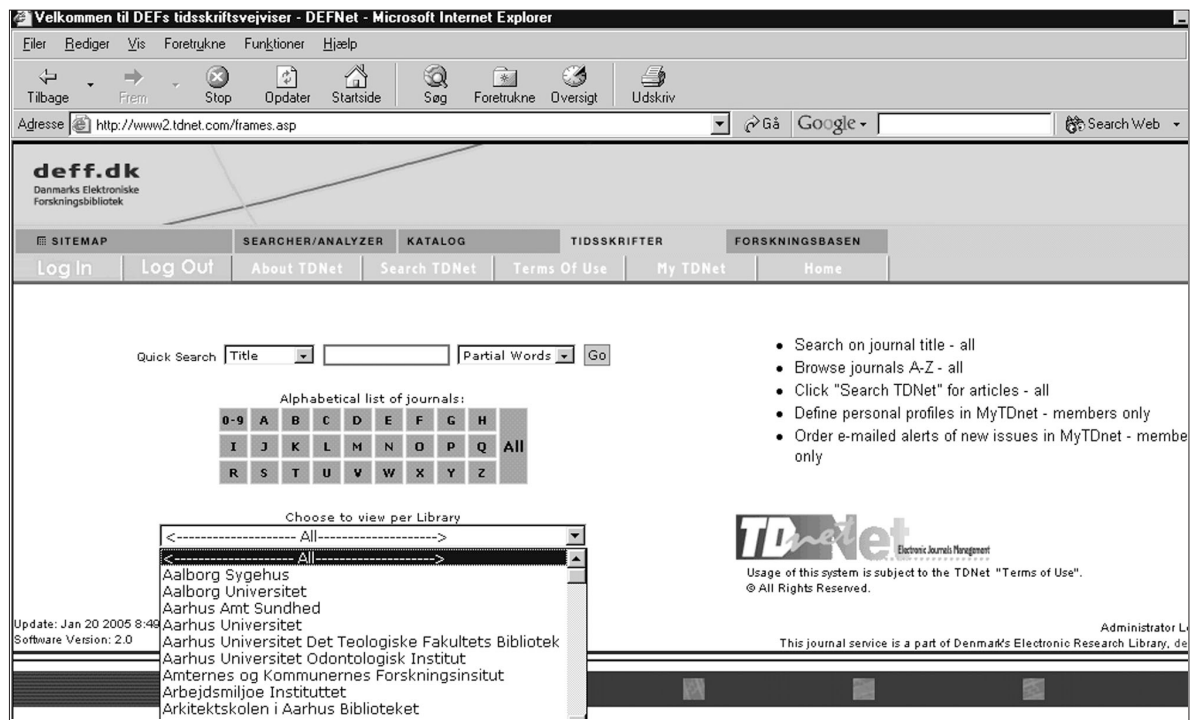 Velkommen til DEFs tidsskriftsvejviser - DEFNet - Microsoft Internet Explorer
Filer Rediger Vis Foretrukne Funktioner Hjælp
Tilbage Frem Stop Opdater Startside Søg Foretrukne Oversigt Udskriv
Adresse http://www2.tdnet.com/frames.asp Gå Google Search Web
deff.dk
Danmarks Elektroniske
Forskningsbibliotek
SITEMAP SEARCHER/ANALYZER KATALOG TIDSSKRIFTER FORSKNINGSBASEN
Log In Log Out About TDNet Search TDNet Terms Of Use My TDNet Home
Quick Search Title Partial Words Go
Alphabetical list of journals:
0-9 A B C D E F G H
I J K L M N O P Q All
R S T U V W X Y Z
Choose to view per Library
<-------------------- All-------------------->
<-------------------- All-------------------->
Aalborg Sygehus
Aalborg Universitet
Aarhus Amt Sundhed
Aarhus Universitet
Aarhus Universitet Det Teologiske Fakultets Bibliotek
Aarhus Universitet Odontologisk Institut
Amternes og Kommunernes Forskningsinsitut
Arbejdsmiljoe Instituttet
Arkitektskolen i Aarhus Biblioteket
• Search on journal title - all
• Browse journals A-Z - all
• Click "Search TDNet" for articles - all
• Define personal profiles in MyTDnet - members only
• Order e-mailed alerts of new issues in MyTDnet - membe
only
TDnet Net
Electronic Journals Management
Usage of this system is subject to the TDNet "Terms of Use".
© All Rights Reserved.
Update: Jan 20 2005 8:49
Software Version: 2.0
Administrator L
This journal service is a part of Denmark's Electronic Research Library, de